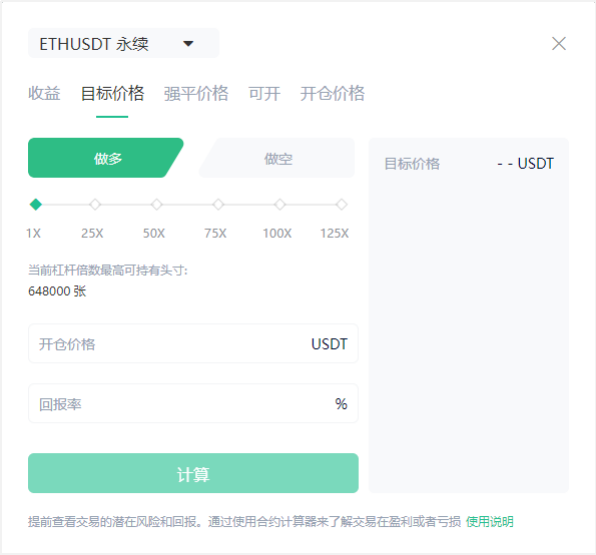 ETHUSDT 永续
收益 目标价格 强平价格 可开 开仓价格
做多 做空
目标价格 - - USDT
1X 25X 50X 75X 100X 125X
当前杠杆倍数最高可持有头寸:
648000 张
开仓价格 USDT
回报率 %
计算
提前查看交易的潜在风险和回报。通过使用合约计算器来了解交易在盈利或者亏损 使用说明